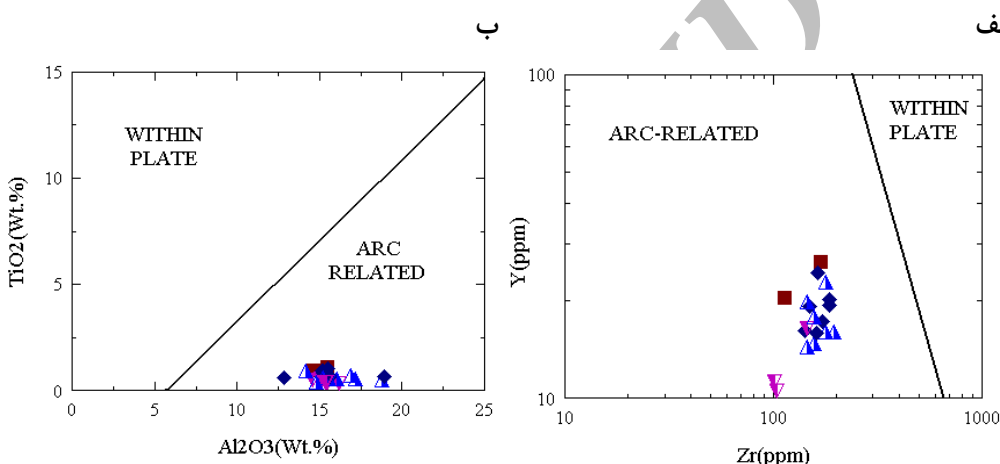 ب
WITHIN
PLATE
ARC
RELATED
TiO2(Wt.%)
15
10
5
0
0
5
10
15
20
25
Al2O3(Wt.%)
ARC-RELATED
WITHIN
PLATE
Y(ppm)
100
10
10
100
1000
Zr(ppm)